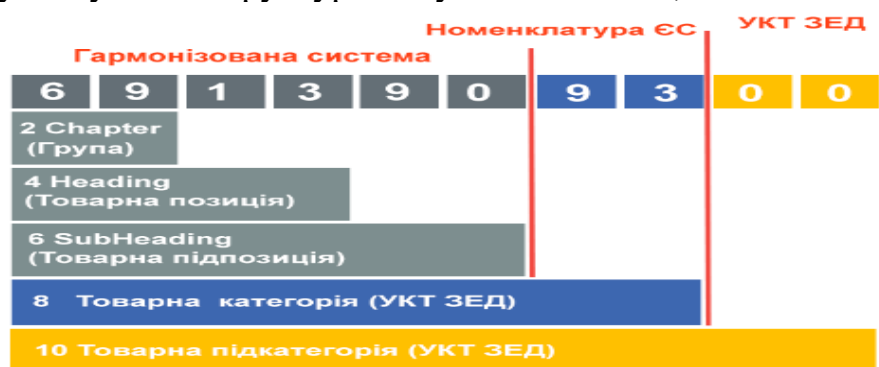 Номенклатура ЄС УКТ ЗЕД
Гармонізована система
6 9 1 3 9 0 9 3 0 0
2 Chapter
(Група)
4 Heading
(Товарна позиція)
6 SubHeading
(Товарна підпозиція)
8 Товарна категорія (УКТ ЗЕД)
10 Товарна підкатегорія (УКТ ЗЕД)